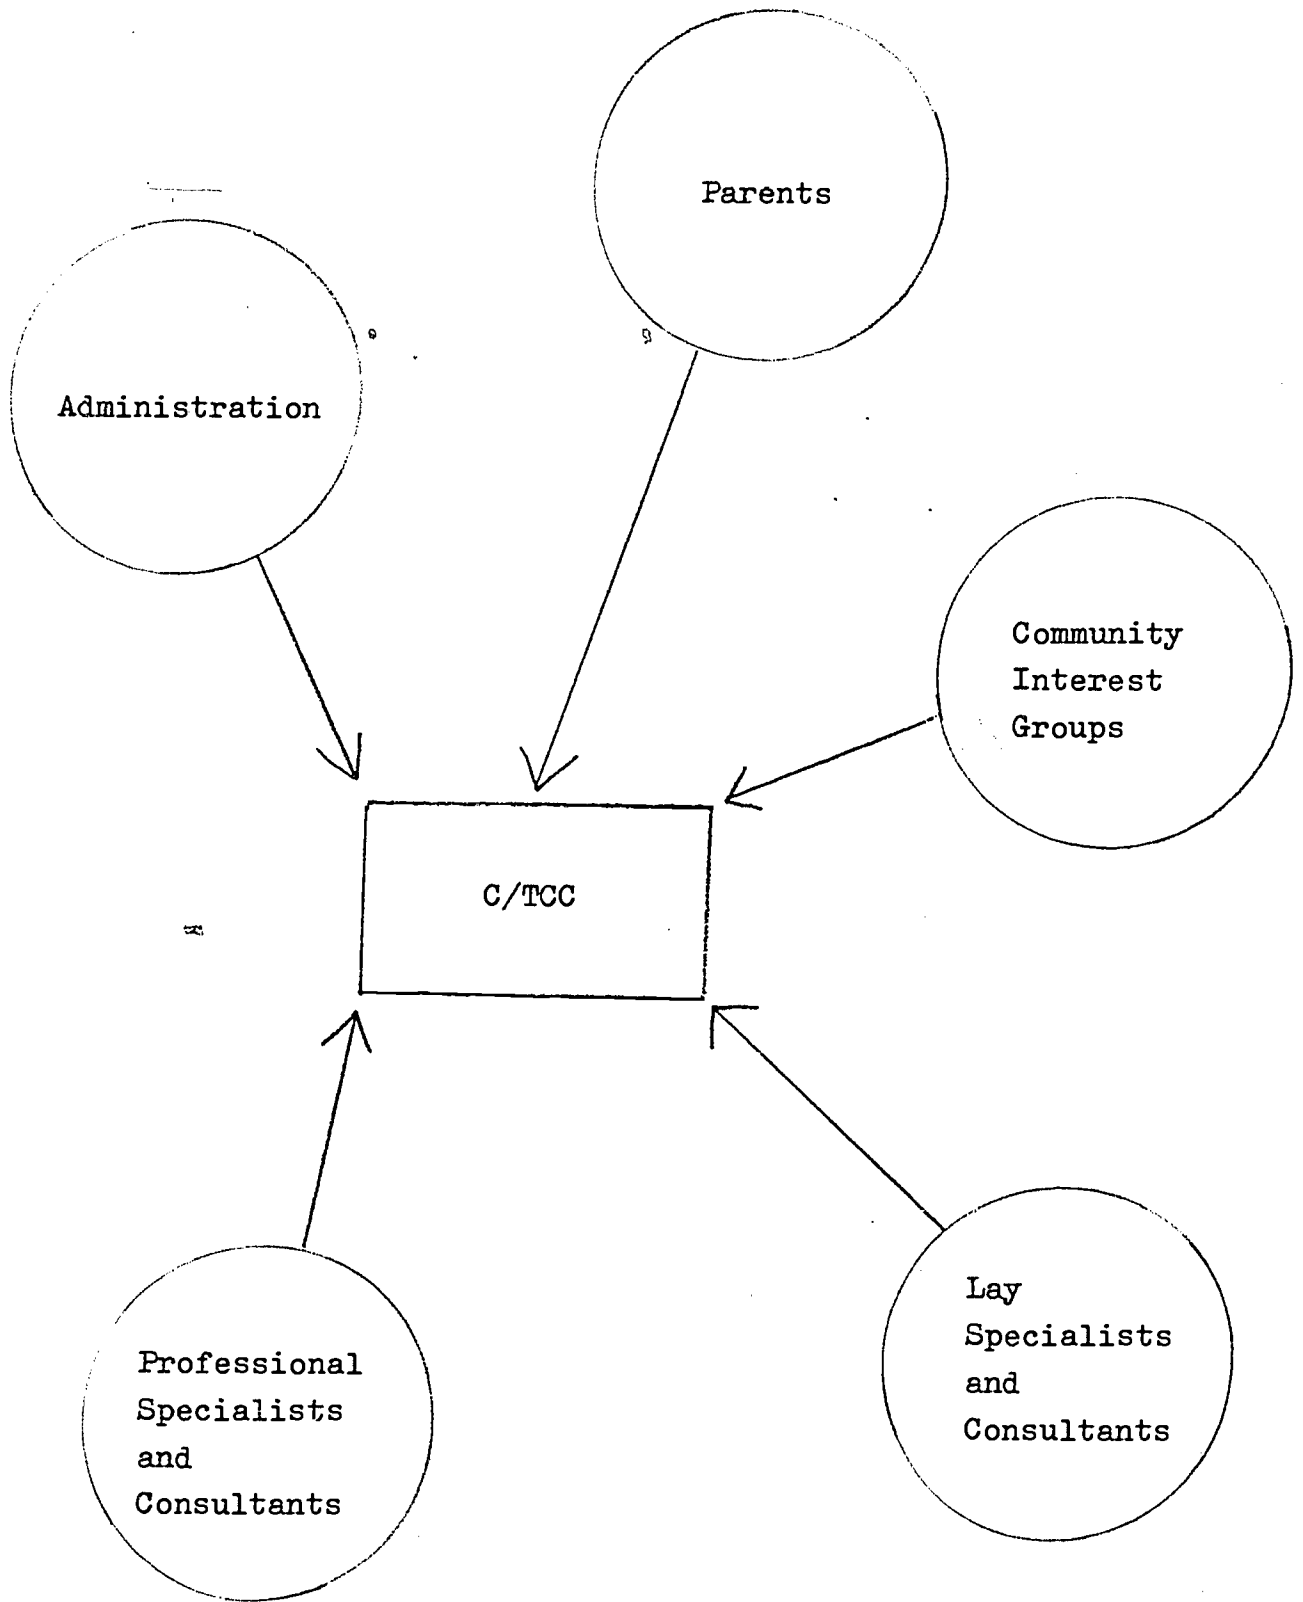 Parents
Administration
Community
Interest
Groups
C/TCC
Lay
Specialists
and
Consultants
Professional
Specialists
and
Consultants